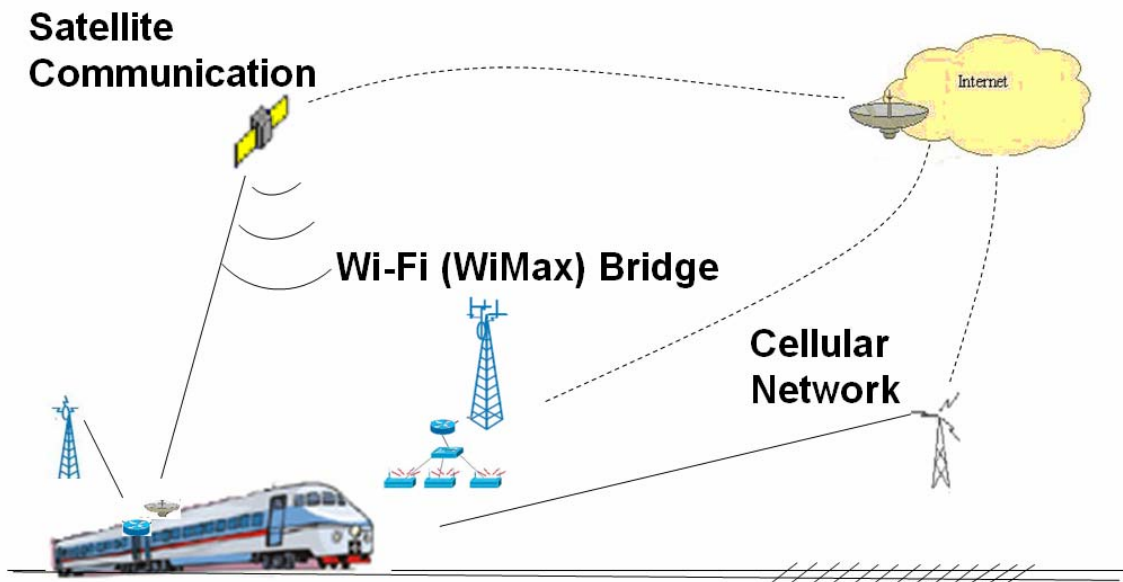 Satellite
Communication
Internet
Wi-Fi (WiMax) Bridge
Cellular
Network